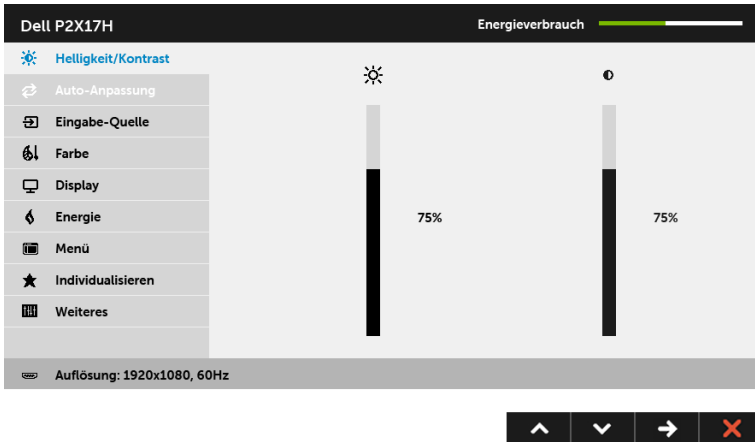 Dell P2X17H
Energieverbrauch
Helligkeit/Kontrast
Auto-Anpassung
Eingabe-Quelle
Farbe
Display
Energie
Menü
Individualisieren
Weiteres
75%
75%
Auflösung: 1920x1080, 60Hz